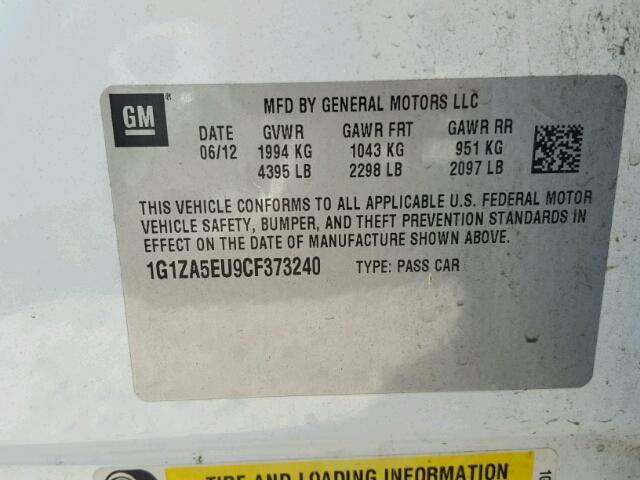 GM ®
MFD BY GENERAL MOTORS LLC
DATE GVWR GAWR FRT GAWR RR
06/12 1994 KG 1043 KG 951 KG
4395 LB 2298 LB 2097 LB
THIS VEHICLE CONFORMS TO ALL APPLICABLE U.S. FEDERAL MOTOR
VEHICLE SAFETY, BUMPER, AND THEFT PREVENTION STANDARDS IN
EFFECT ON THE DATE OF MANUFACTURE SHOWN ABOVE.
1G1ZA5EU9CF373240 TYPE: PASS CAR
TIRE AND LOADING INFORMATION